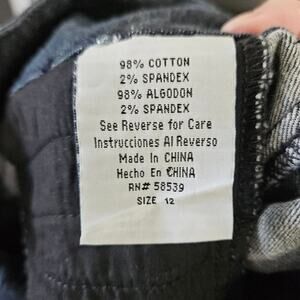 98% COTTON
2% SPANDEX
98% ALGODON
2% SPANDEX
See Reverse for Care
Instrucciones Al Reverso
Made In CHINA
Hecho En CHINA
RN# 58539
SIZE 12